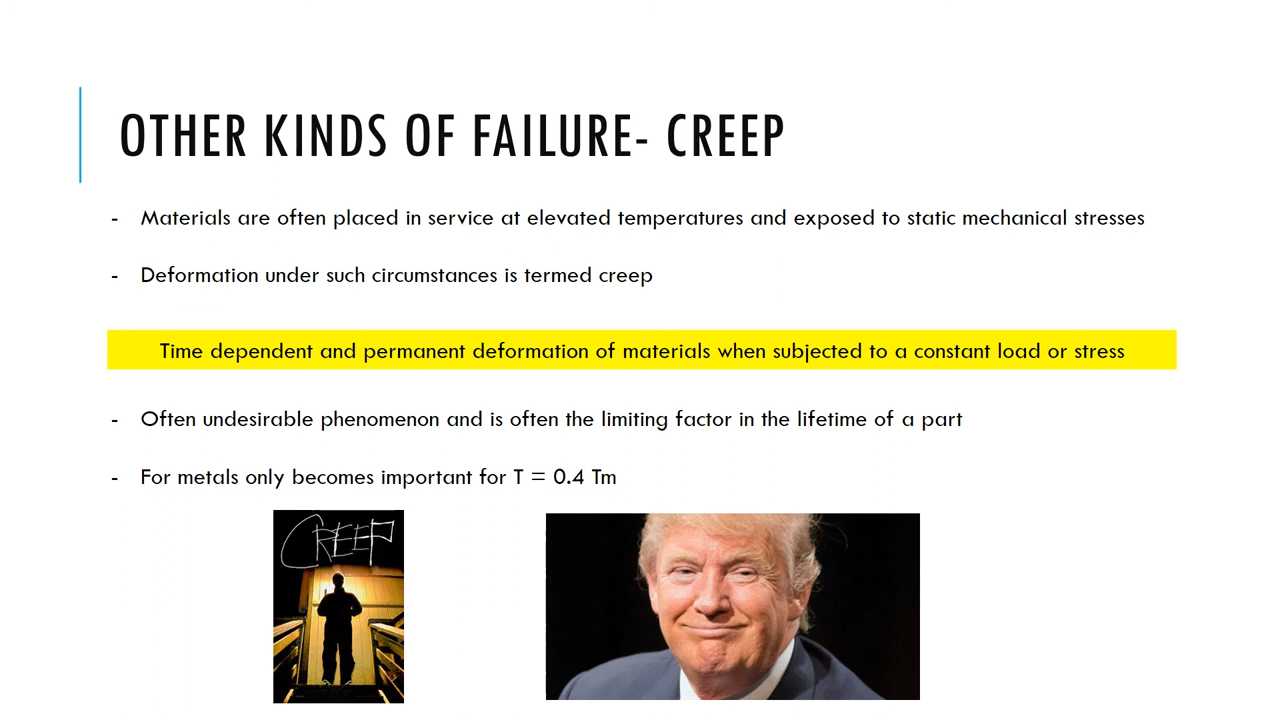 OTHER KINDS OF FAILURE- CREEP
- Materials are often placed in service at elevated temperatures and exposed to static mechanical stresses
- Deformation under such circumstances is termed creep
Time dependent and permanent deformation of materials when subjected to a constant load or stress
- Often undesirable phenomenon and is often the limiting factor in the lifetime of a part
- For metals only becomes important for T = 0.4 Tm
CREEP